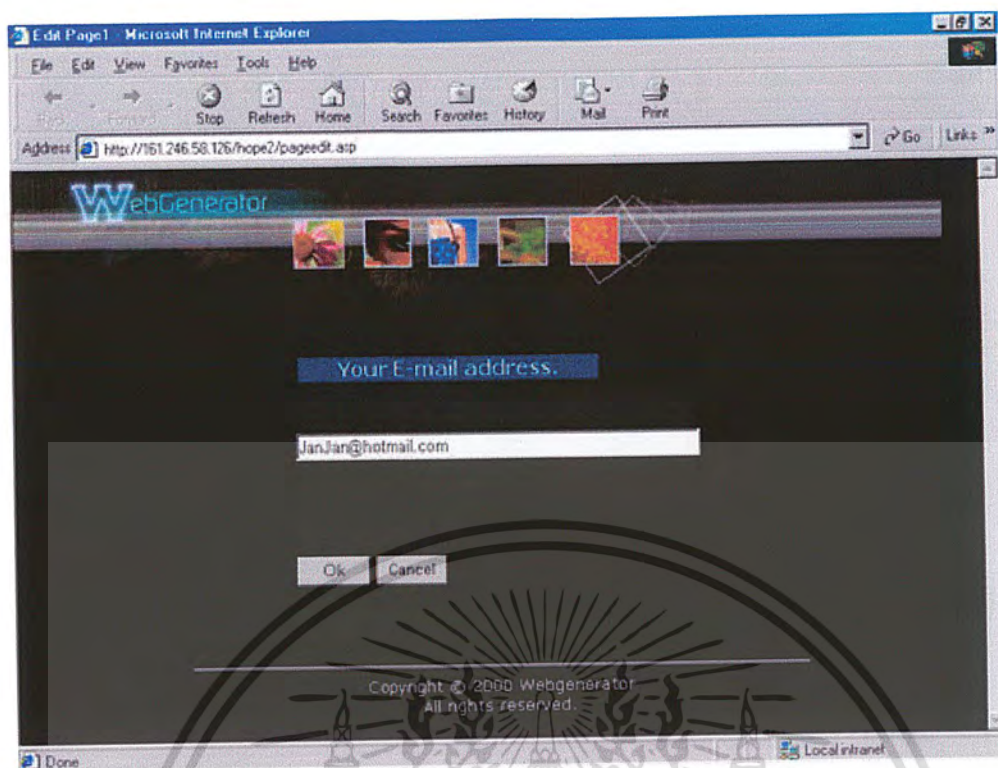 Edit Page1 - Microsoft Internet Explorer
File Edit View Favorites Tools Help
Stop Refresh Home Search Favorites History Mail Print
Address http://161.246.58.126/hope2/pageedit.asp Go Links »
WebGenerator
Your E-mail address.
JanJan@hotmail.com
Ok Cancel
Copyright © 2000 Webgenerator
All rights reserved.
Done Local intranet